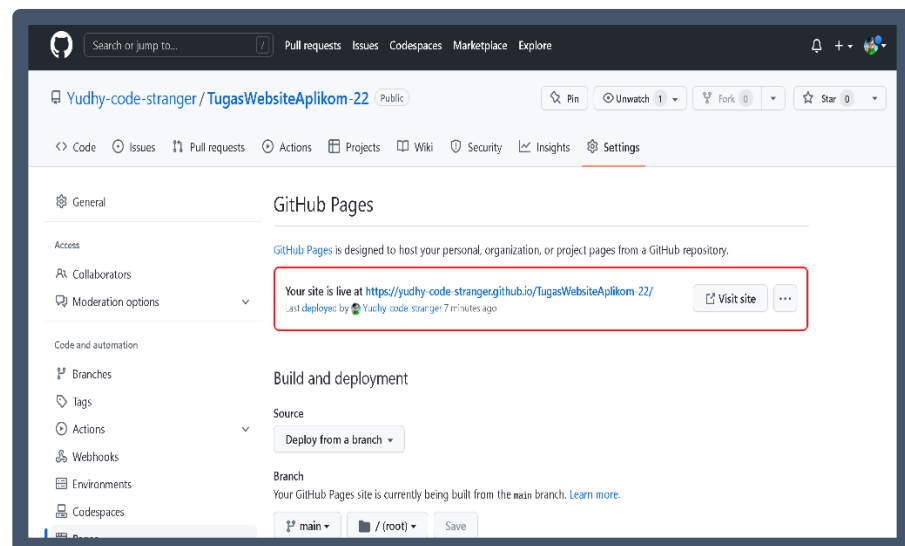 Search or jump to... / Pull requests Issues Codespaces Marketplace Explore
Yudhy-code-stranger / TugasWebsiteAplikom-22 Public Pin Unwatch 1 Fork 0 Star 0
Code Issues Pull requests Actions Projects Wiki Security Insights Settings
General
Access
Collaborators
Moderation options
Code and automation
Branches
Tags
Actions
Webhooks
Environments
Codespaces
Pages
GitHub Pages
GitHub Pages is designed to host your personal, organization, or project pages from a GitHub repository.
Your site is live at https://yudhy-code-stranger.github.io/TugasWebsiteAplikom-22/
Last deployed by Yudhy-code-stranger 7 minutes ago
Visit site
Build and deployment
Source
Deploy from a branch
Branch
Your GitHub Pages site is currently being built from the main branch. Learn more.
main / (root) Save